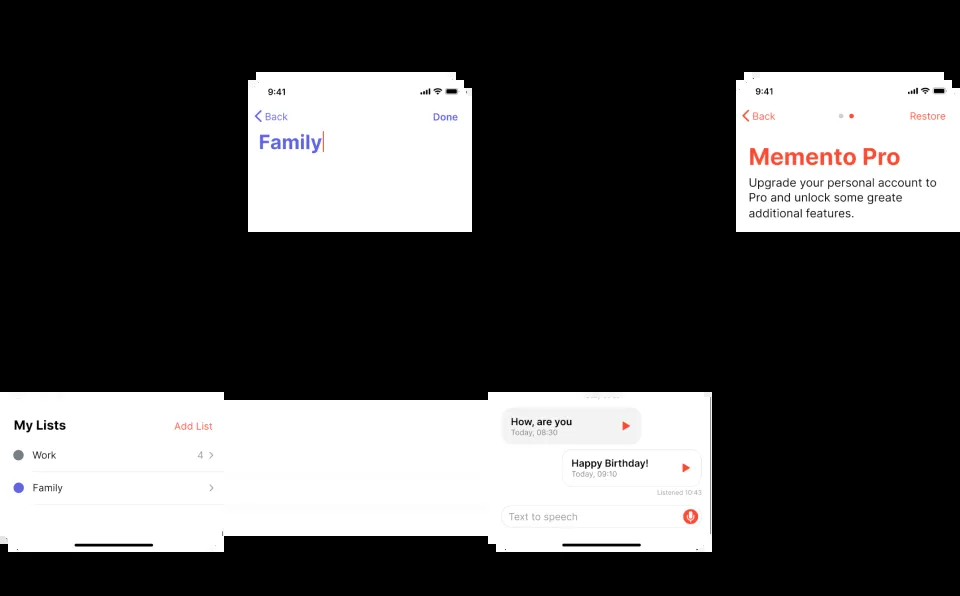 9:41
Back
Done
Family
9:41
Back
Restore
Memento Pro
Upgrade your personal account to
Pro and unlock some greate
additional features.
My Lists
Add List
Work
4
Family
How, are you
Today, 08:30
Happy Birthday!
Today, 09:10
Listened 10:43
Text to speech